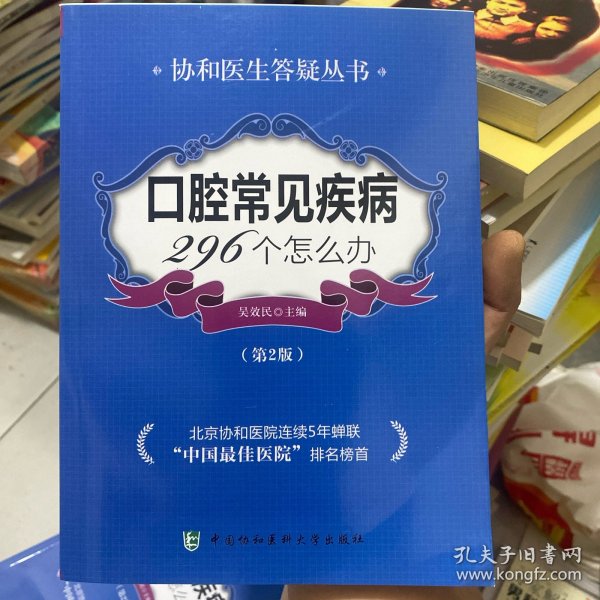 协和医生答疑丛书
口腔常见疾病
296个怎么办
吴效民◎主编
(第2版)
北京协和医院连续5年蝉联
“中国最佳医院”排名榜首
中国协和医科大学出版社
孔夫子旧书网
www.kongfz.com